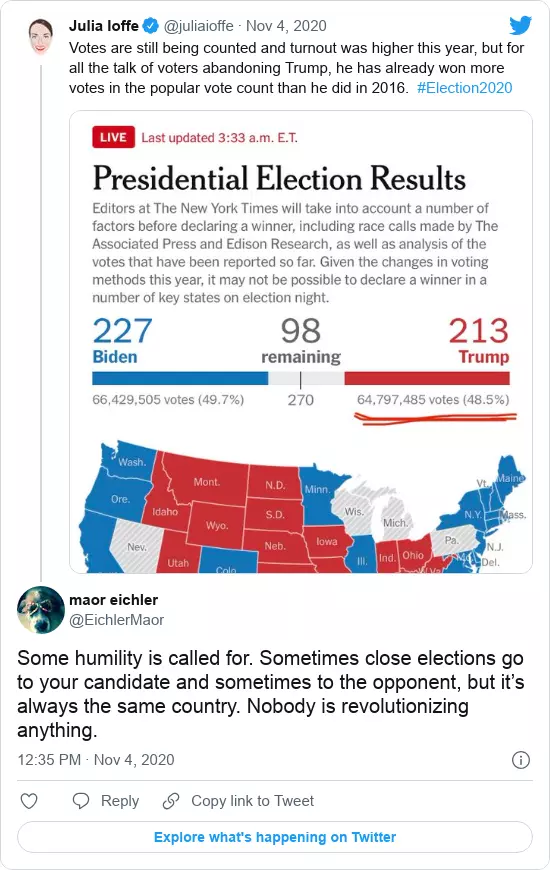 Julia Ioffe @juliaioffe · Nov 4, 2020
Votes are still being counted and turnout was higher this year, but for
all the talk of voters abandoning Trump, he has already won more
votes in the popular vote count than he did in 2016. #Election2020
LIVE Last updated 3:33 a.m. E.T.
Presidential Election Results
Editors at The New York Times will take into account a number of
factors before declaring a winner, including race calls made by The
Associated Press and Edison Research, as well as analysis of the
votes that have been reported so far. Given the changes in voting
methods this year, it may not be possible to declare a winner in a
number of key states on election night.
227 98 213
Biden remaining Trump
66,429,505 votes (49.7%) 270 64,797,485 votes (48.5%)
Wash. Mont. N.D. Minn. Vt. Maine
Ore. Idaho S.D. Wis. Mich. N.Y. Mass.
Wyo. Iowa Pa.
Nev. Neb. N.J.
Utah Colo. Ill. Ind. Ohio W.Va. Del.
maor eichler
@EichlerMaor
Some humility is called for. Sometimes close elections go
to your candidate and sometimes to the opponent, but it’s
always the same country. Nobody is revolutionizing
anything.
12:35 PM · Nov 4, 2020
Reply Copy link to Tweet
Explore what's happening on Twitter